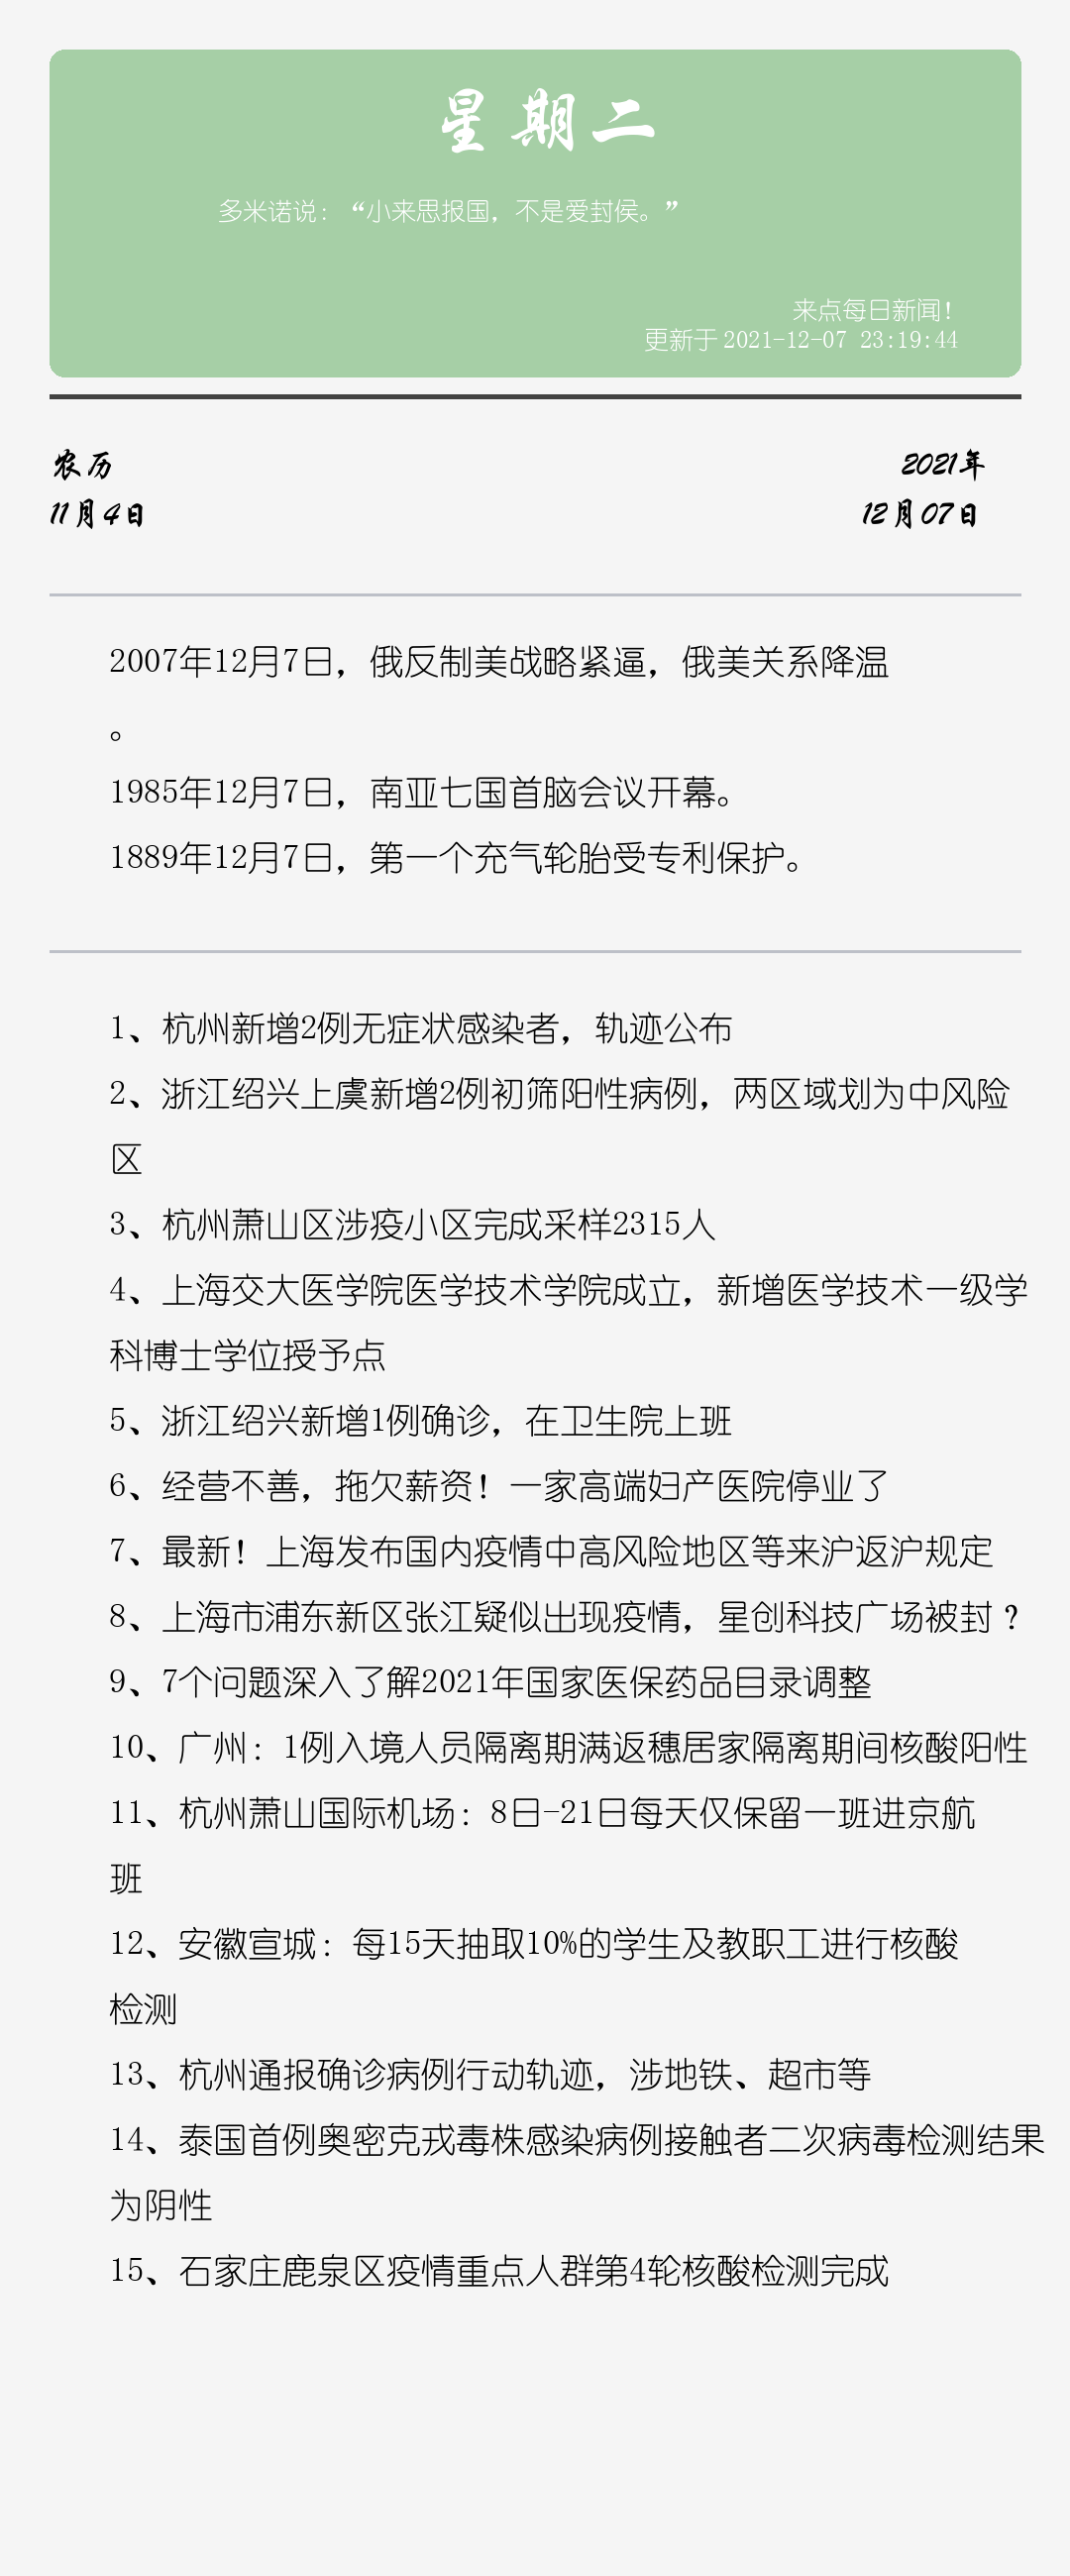 星期二
多米诺说：“小来思报国，不是爱封侯。”
来点每日新闻！
更新于 2021-12-07 23:19:44
农历
2021年
11月4日
12月07日
2007年12月7日，俄反制美战略紧逼，俄美关系降温
。
1985年12月7日，南亚七国首脑会议开幕。
1889年12月7日，第一个充气轮胎受专利保护。
1、杭州新增2例无症状感染者，轨迹公布
2、浙江绍兴上虞新增2例初筛阳性病例，两区域划为中风险
区
3、杭州萧山区涉疫小区完成采样2315人
4、上海交大医学院医学技术学院成立，新增医学技术一级学
科博士学位授予点
5、浙江绍兴新增1例确诊，在卫生院上班
6、经营不善，拖欠薪资！一家高端妇产医院停业了
7、最新！上海发布国内疫情中高风险地区等来沪返沪规定
8、上海市浦东新区张江疑似出现疫情，星创科技广场被封？
9、7个问题深入了解2021年国家医保药品目录调整
10、广州：1例入境人员隔离期满返穗居家隔离期间核酸阳性
11、杭州萧山国际机场：8日-21日每天仅保留一班进京航
班
12、安徽宣城：每15天抽取10%的学生及教职工进行核酸
检测
13、杭州通报确诊病例行动轨迹，涉地铁、超市等
14、泰国首例奥密克戎毒株感染病例接触者二次病毒检测结果
为阴性
15、石家庄鹿泉区疫情重点人群第4轮核酸检测完成